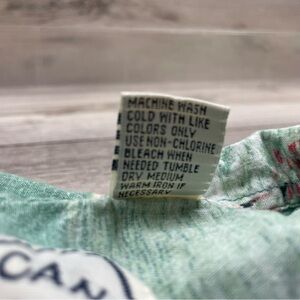 MACHINE WASH
COLD WITH LIKE
COLORS ONLY
USE NON-CHLORINE
BLEACH WHEN
NEEDED TUMBLE
DRY MEDIUM
WARM IRON IF
NECESSARY
CAN